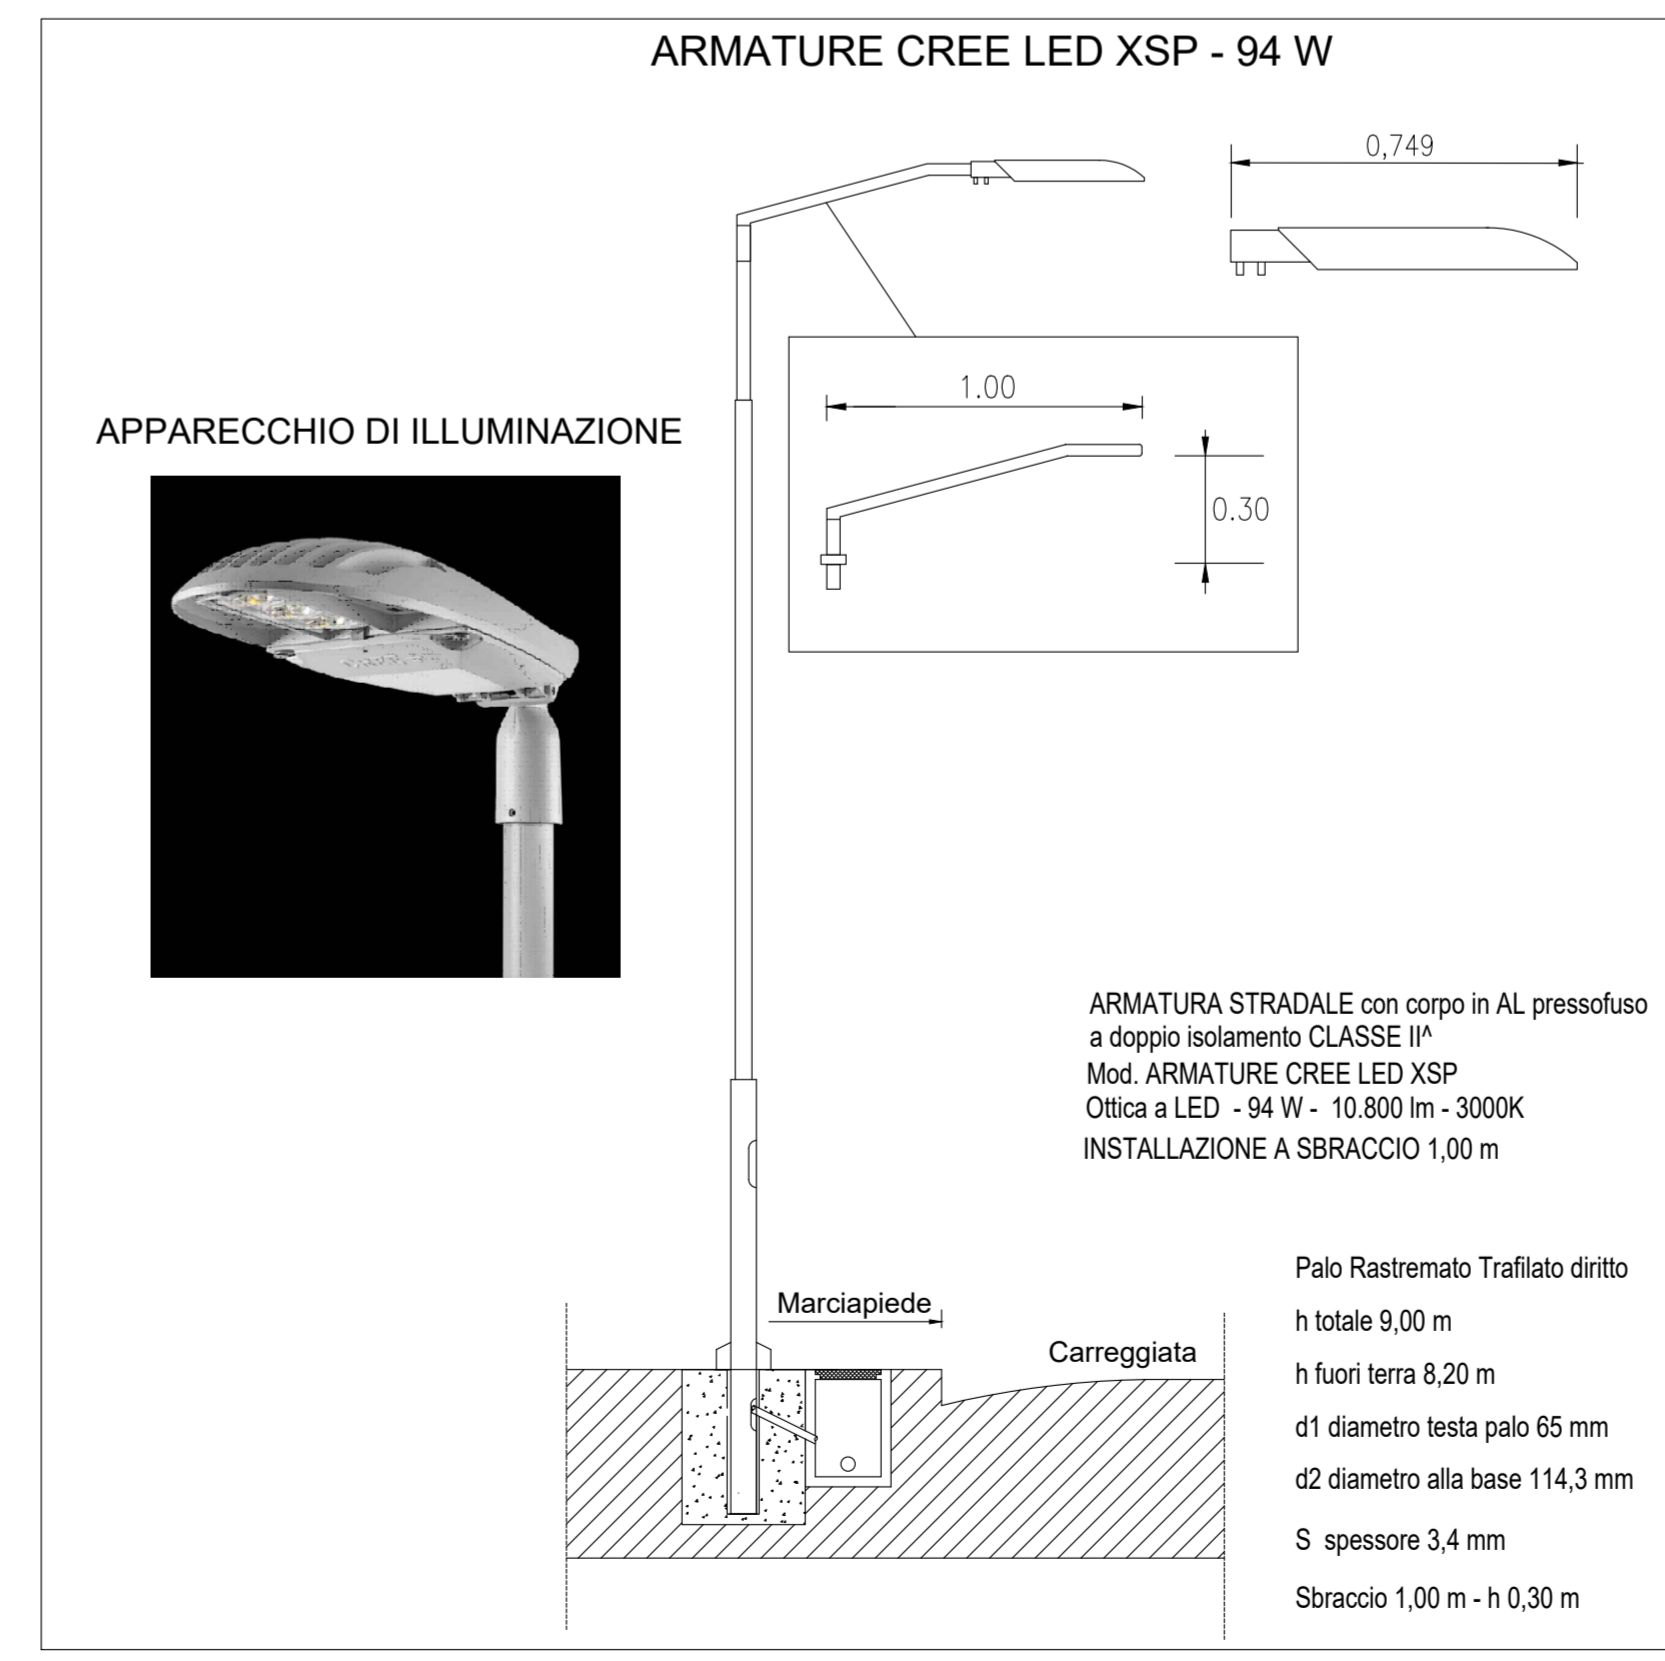 ARMATURE CREE LED XSP - 94 W
0,749
1.00
0.30
APPARECCHIO DI ILLUMINAZIONE
ARMATURA STRADALE con corpo in AL pressofuso
a doppio isolamento CLASSE II^
Mod. ARMATURE CREE LED XSP
Ottica a LED - 94 W - 10.800 lm - 3000K
INSTALLAZIONE A SBRACCIO 1,00 m
Marciapiede
Carreggiata
Palo Rastremato Trafilato diritto
h totale 9,00 m
h fuori terra 8,20 m
d1 diametro testa palo 65 mm
d2 diametro alla base 114,3 mm
S spessore 3,4 mm
Sbraccio 1,00 m - h 0,30 m